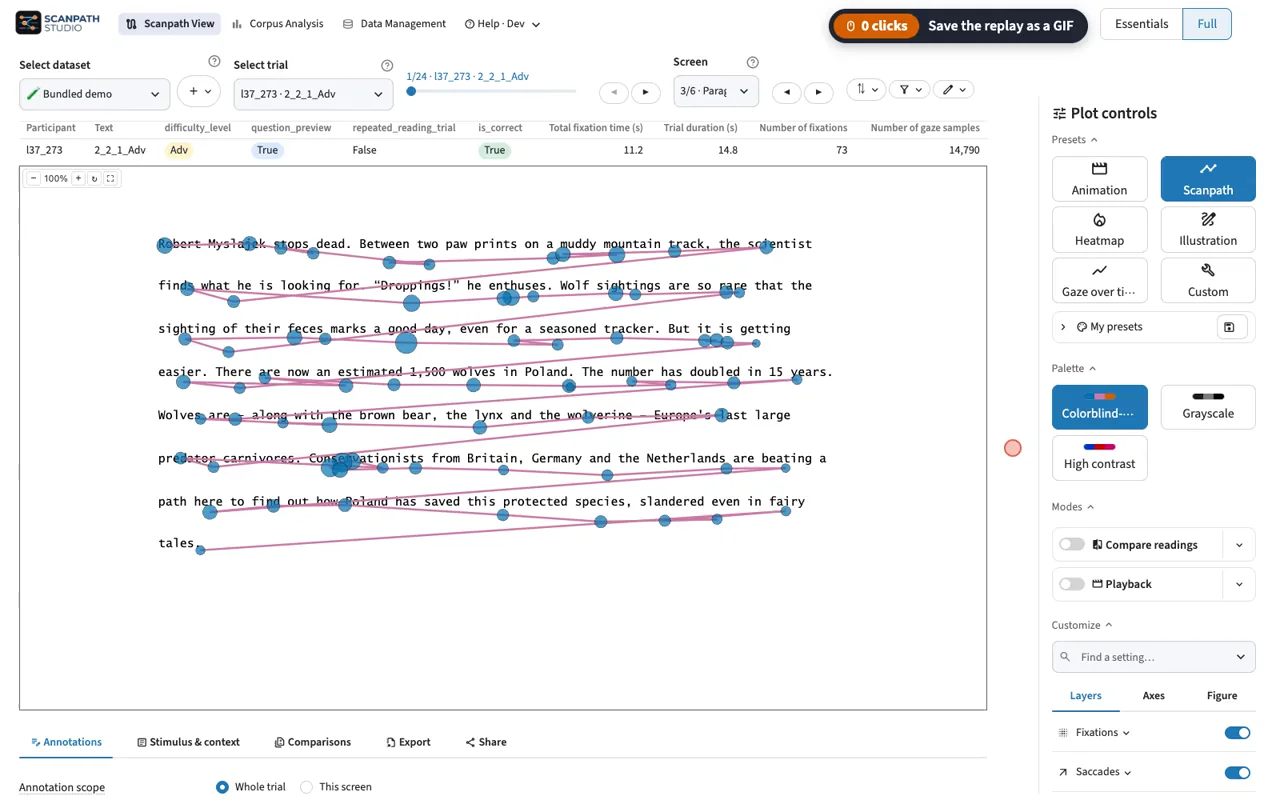 SCANPATH STUDIO
Scanpath View
Corpus Analysis
Data Management
Help · Dev
0 clicks
Save the replay as a GIF
Essentials
Full
Select dataset
Bundled demo
+
Select trial
l37_273 · 2_2_1_Adv
1/24 · l37_273 · 2_2_1_Adv
Screen
3/6 · Parag
Participant Text difficulty_level question_preview repeated_reading_trial is_correct Total fixation time (s) Trial duration (s) Number of fixations Number of gaze samples
l37_273 2_2_1_Adv Adv True False True 11.2 14.8 73 14,790
− 100% +
Robert Myslajek stops dead. Between two paw prints on a muddy mountain track, the scientist
finds what he is looking for. "Droppings!" he enthuses. Wolf sightings are so rare that the
sighting of their feces marks a good day, even for a seasoned tracker. But it is getting
easier. There are now an estimated 1,500 wolves in Poland. The number has doubled in 15 years.
Wolves are – along with the brown bear, the lynx and the wolverine – Europe's last large
predator carnivores. Conservationists from Britain, Germany and the Netherlands are beating a
path here to find out how Poland has saved this protected species, slandered even in fairy
tales.
Annotations
Stimulus & context
Comparisons
Export
Share
Annotation scope
Whole trial
This screen
Plot controls
Presets
Animation
Scanpath
Heatmap
Illustration
Gaze over ti···
Custom
My presets
Palette
Colorblind-···
Grayscale
High contrast
Modes
Compare readings
Playback
Customize
Find a setting…
Layers
Axes
Figure
Fixations
Saccades